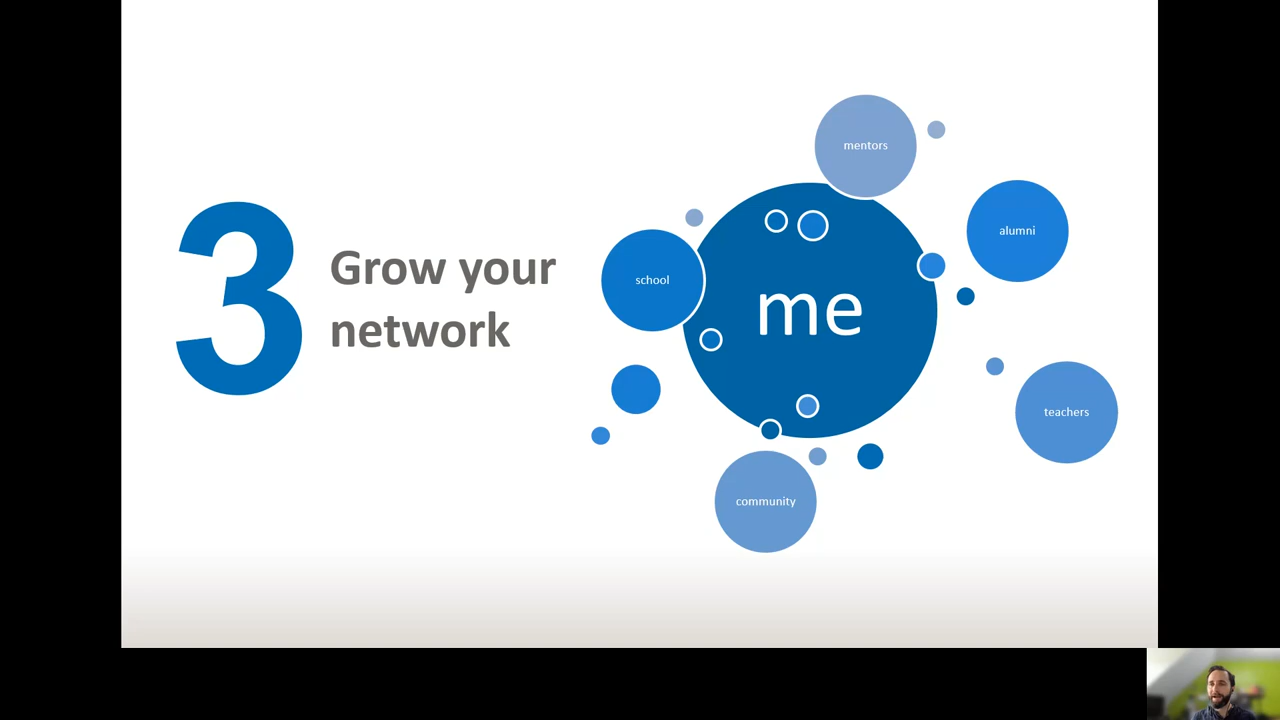 3
Grow your
network
mentors
alumni
school
me
teachers
community